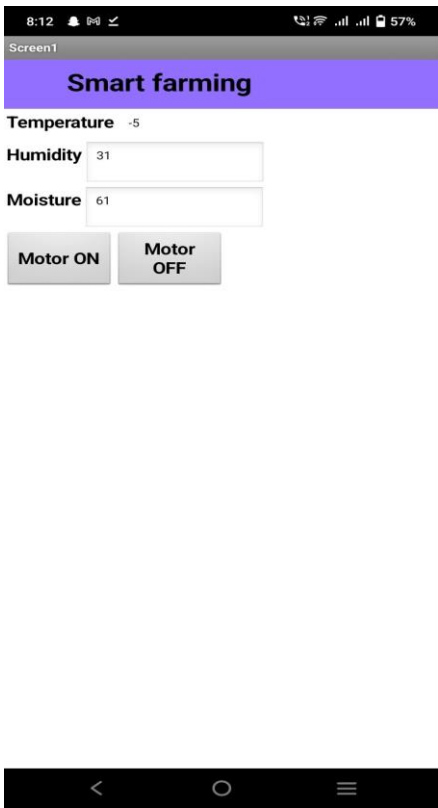 8:12 57%
Screen1
Smart farming
Temperature -5
Humidity 31
Moisture 61
Motor ON Motor
OFF